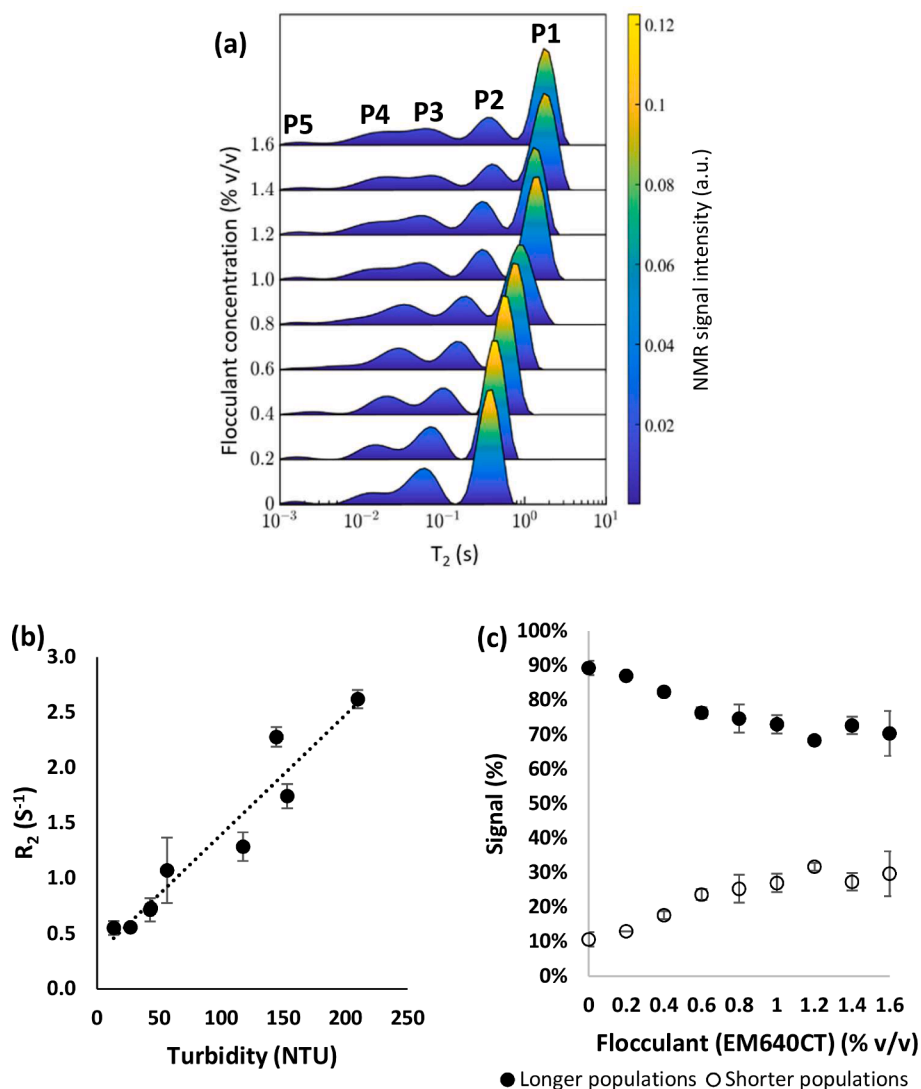 (a)
P1
P2
P3
P4
P5
Flocculant concentration (% v/v)
1.6
1.4
1.2
1.0
0.8
0.6
0.4
0.2
0
10⁻³
10⁻²
10⁻¹
10⁰
10¹
T₂ (s)
0.12
0.1
0.08
0.06
0.04
0.02
NMR signal intensity (a.u.)
(b)
R₂ (S⁻¹)
3.0
2.5
2.0
1.5
1.0
0.5
0.0
0 50 100 150 200 250
Turbidity (NTU)
(c)
Signal (%)
100%
90%
80%
70%
60%
50%
40%
30%
20%
10%
0%
0 0.2 0.4 0.6 0.8 1 1.2 1.4 1.6
Flocculant (EM640CT) (% v/v)
Longer populations Shorter populations